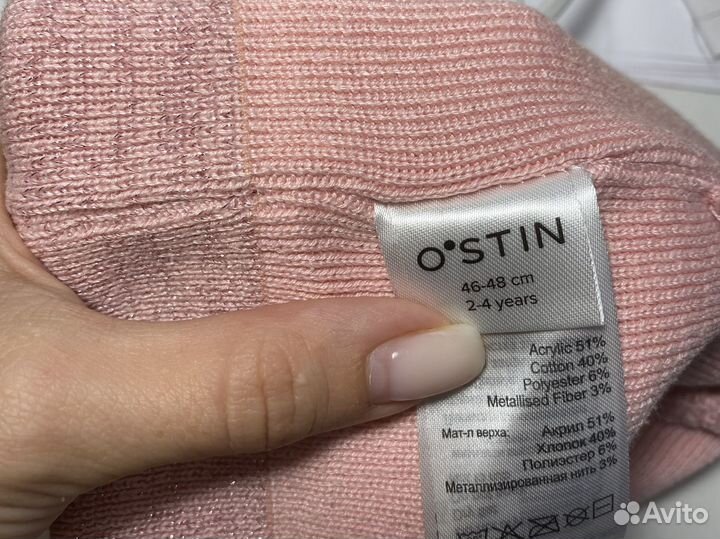 O'STIN
46-48 cm
2-4 years
Acrylic 51%
Cotton 40%
Polyester 6%
Metallised Fiber 3%
Мат-л верха: Акрил 51%
Хлопок 40%
Полиэстер 6%
Металлизированная нить 3%
Avito